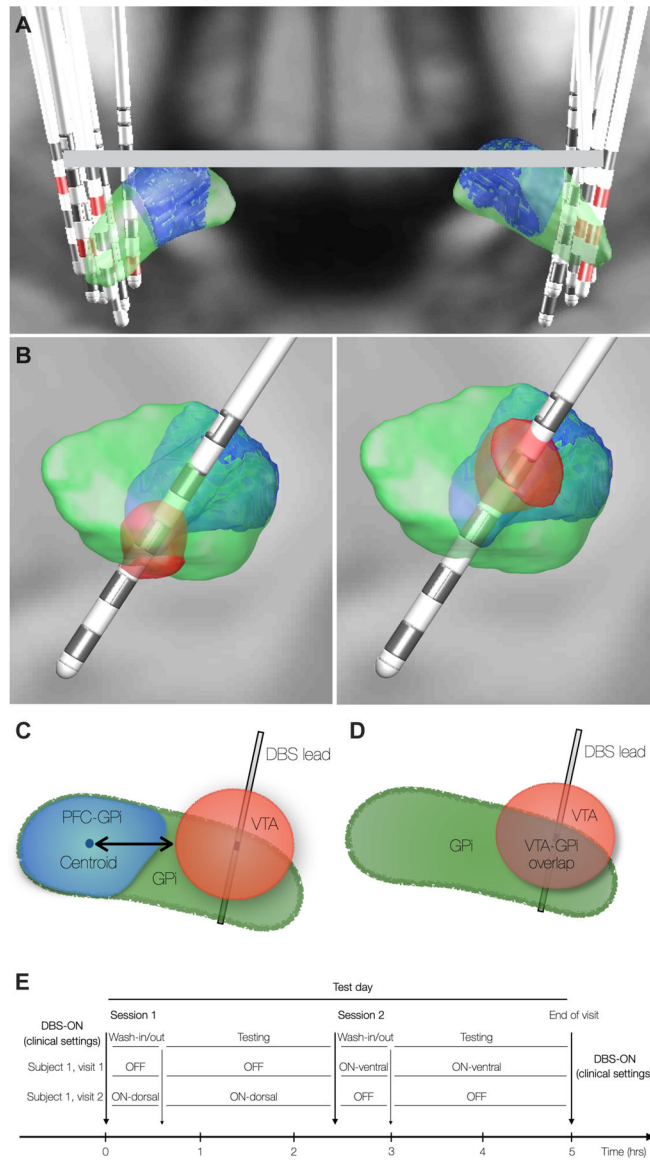 A
B
C
DBS lead
PFC-GPi
VTA
Centroid
GPi
D
DBS lead
VTA
GPi
VTA-GPi
overlap
E
Test day
Session 1
Session 2
End of visit
DBS-ON
(clinical settings)
Wash-in/out
Testing
Wash-in/out
Testing
DBS-ON
(clinical settings)
Subject 1, visit 1
OFF
OFF
ON-ventral
ON-ventral
Subject 1, visit 2
ON-dorsal
ON-dorsal
OFF
OFF
0
1
2
3
4
5
Time (hrs)